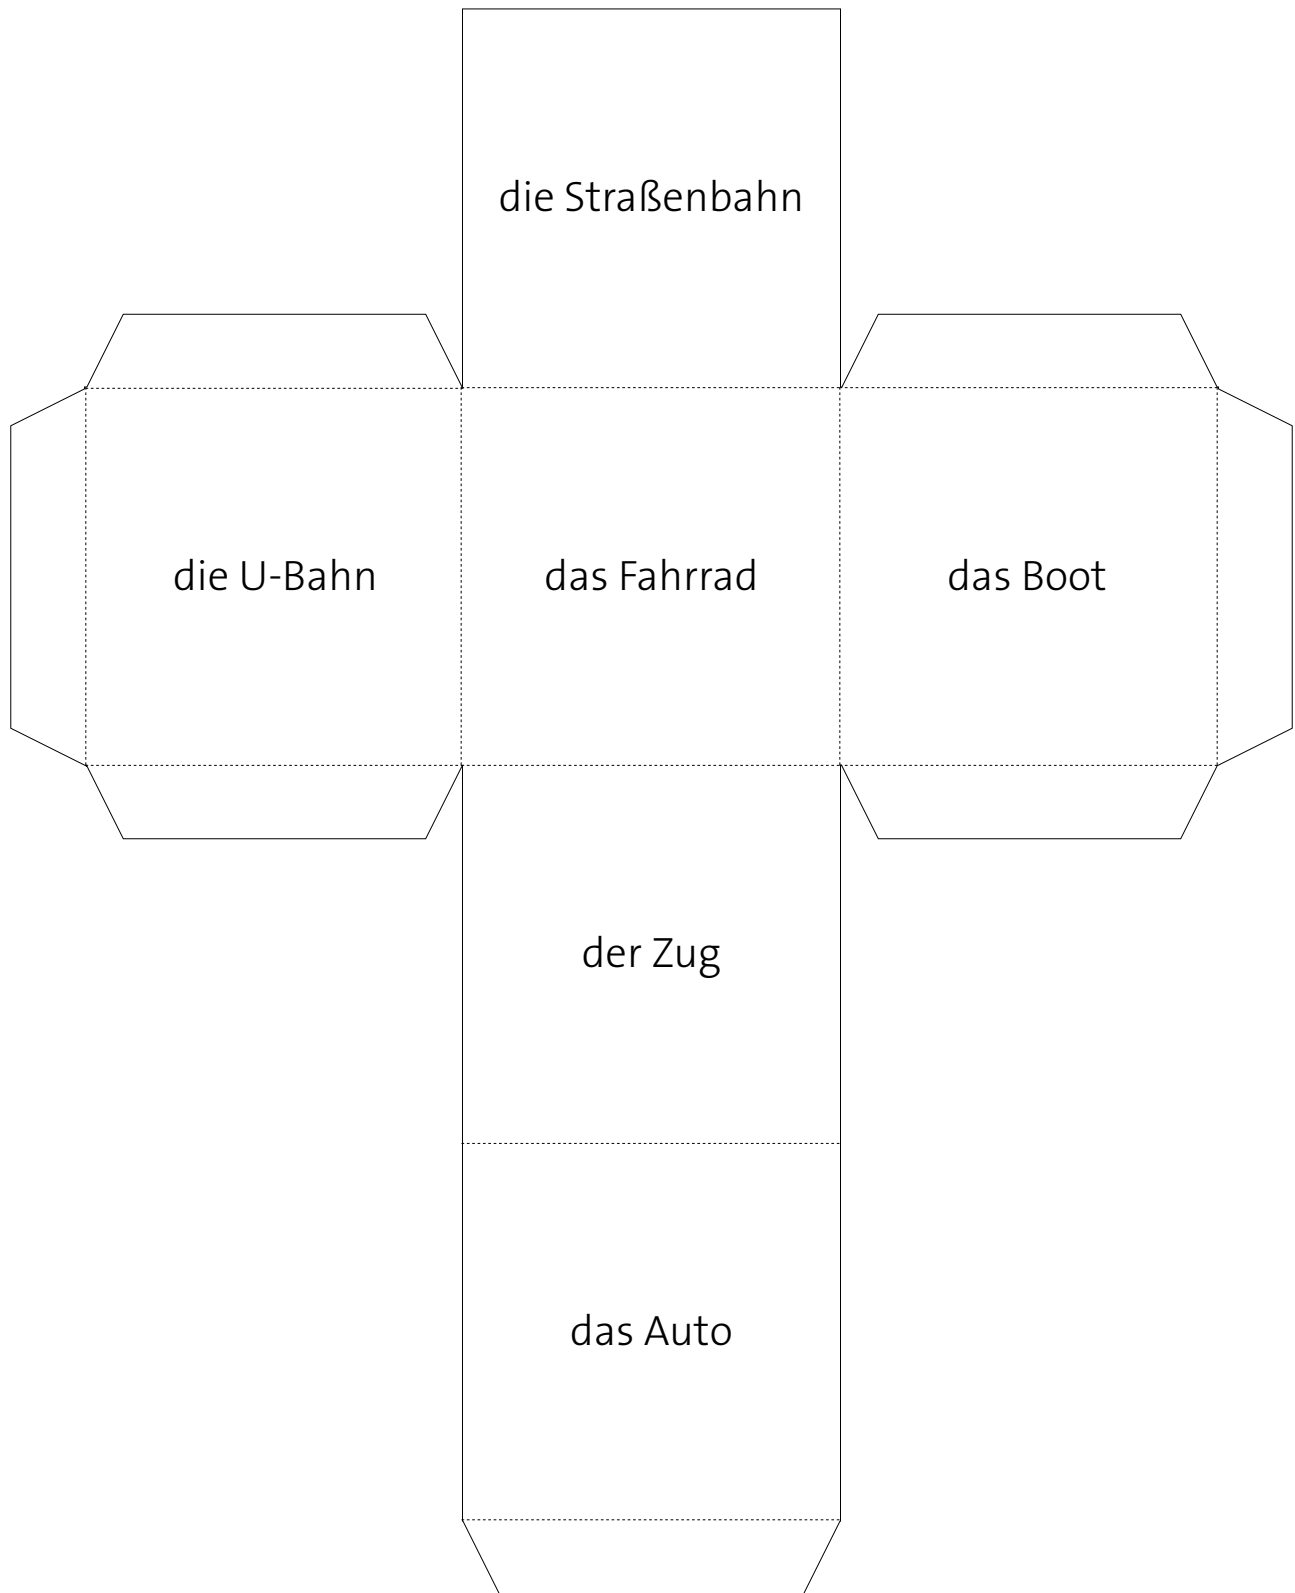 die Straßenbahn
die U-Bahn
das Fahrrad
das Boot
der Zug
das Auto